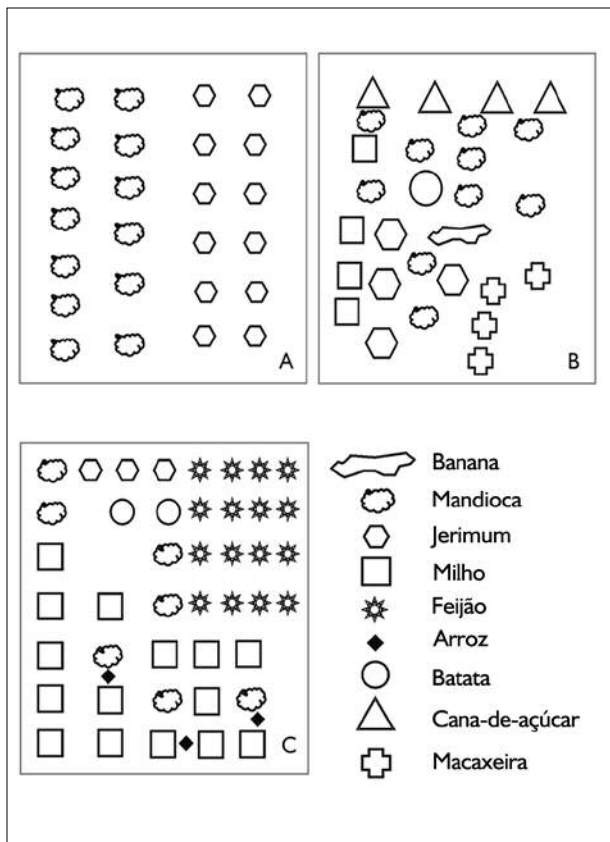 A
B
C
Banana
Mandioca
Jerimum
Milho
Feijão
Arroz
Batata
Cana-de-açúcar
Macaxeira